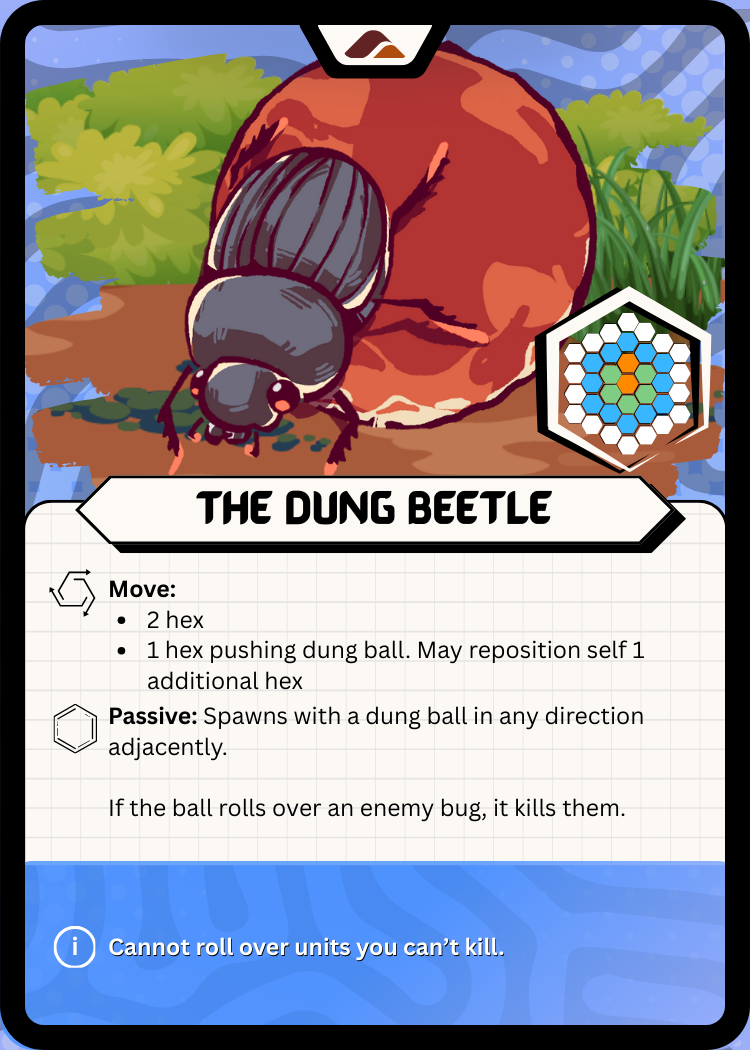 THE DUNG BEETLE
Move:
• 2 hex
• 1 hex pushing dung ball. May reposition self 1
additional hex
Passive: Spawns with a dung ball in any direction
adjacently.
If the ball rolls over an enemy bug, it kills them.
i Cannot roll over units you can’t kill.